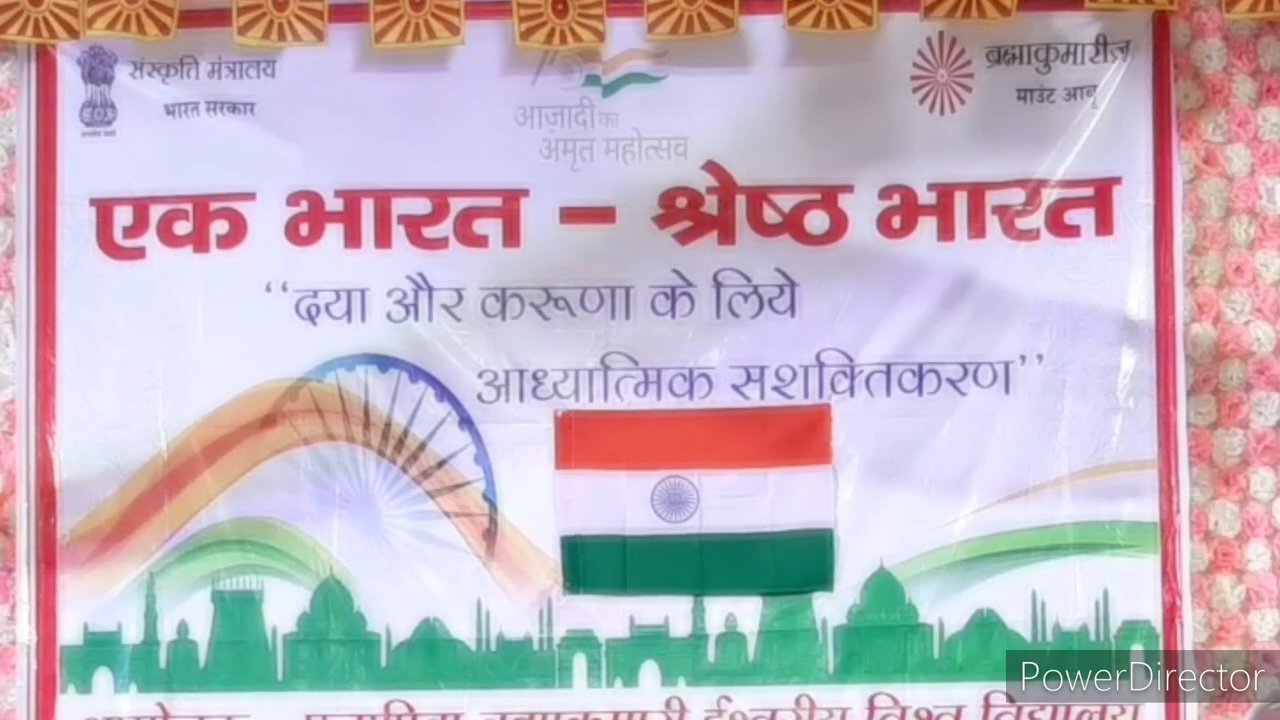 संस्कृति मंत्रालय
भारत सरकार
आज़ादी का
अमृत महोत्सव
ब्रह्माकुमारीज़
माउंट आबू
एक भारत - श्रेष्ठ भारत
“दया और करूणा के लिये
आध्यात्मिक सशक्तिकरण”
PowerDirector